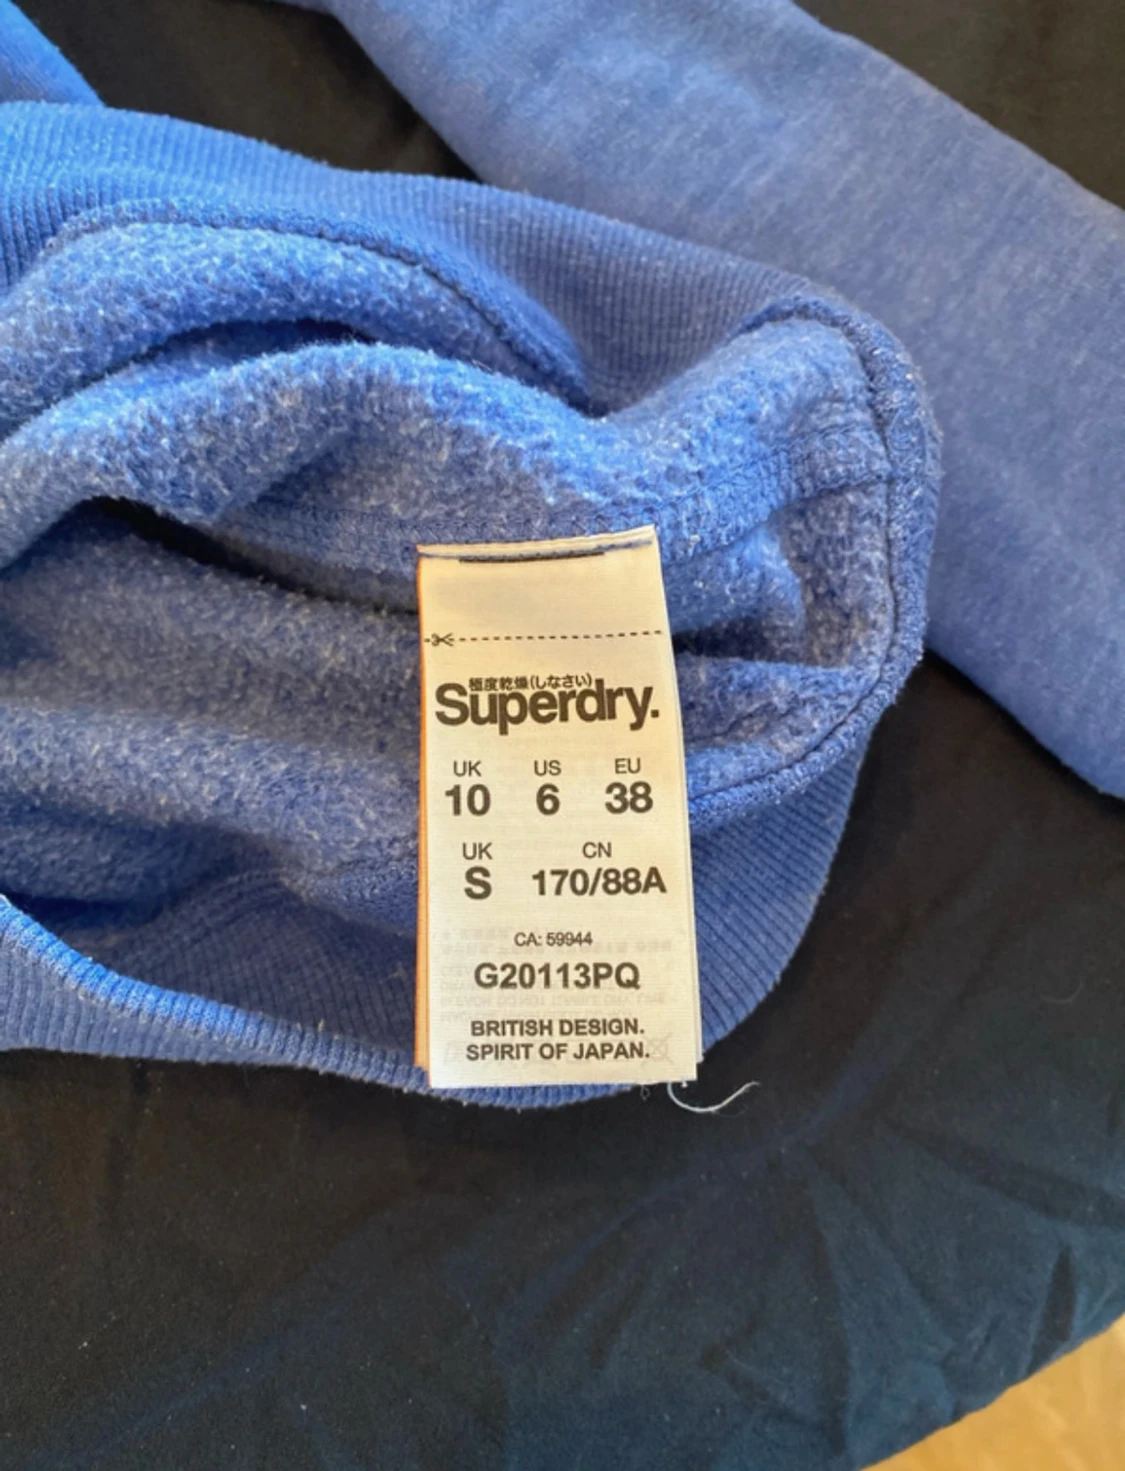 極度乾燥(しなさい)
Superdry.
UK US EU
10 6 38
UK CN
S 170/88A
CA: 59944
G20113PQ
BRITISH DESIGN.
SPIRIT OF JAPAN.